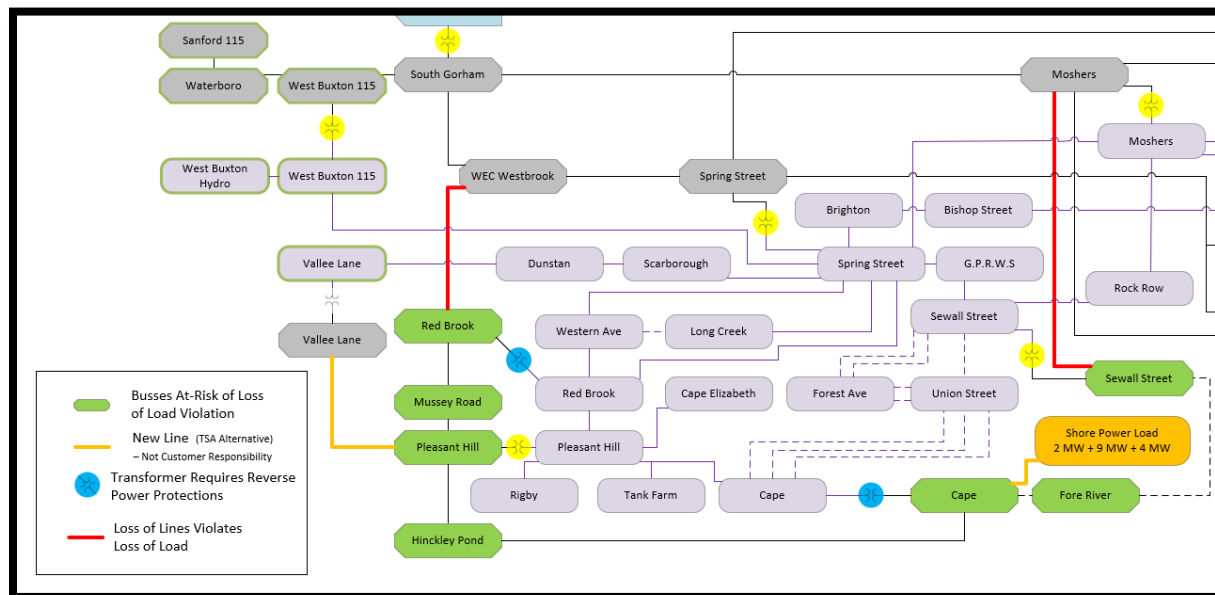 Sanford 115
Waterboro
West Buxton 115
South Gorham
Moshers
Moshers
West Buxton
Hydro
West Buxton 115
WEC Westbrook
Spring Street
Brighton
Bishop Street
Vallee Lane
Dunstan
Scarborough
Spring Street
G.P.R.W.S
Rock Row
Vallee Lane
Red Brook
Western Ave
Long Creek
Sewall Street
Mussey Road
Red Brook
Cape Elizabeth
Forest Ave
Union Street
Sewall Street
Pleasant Hill
Pleasant Hill
Shore Power Load
2 MW + 9 MW + 4 MW
Rigby
Tank Farm
Cape
Cape
Fore River
Hinckley Pond
Busses At-Risk of Loss
of Load Violation
New Line (TSA Alternative)
– Not Customer Responsibility
Transformer Requires Reverse
Power Protections
Loss of Lines Violates
Loss of Load